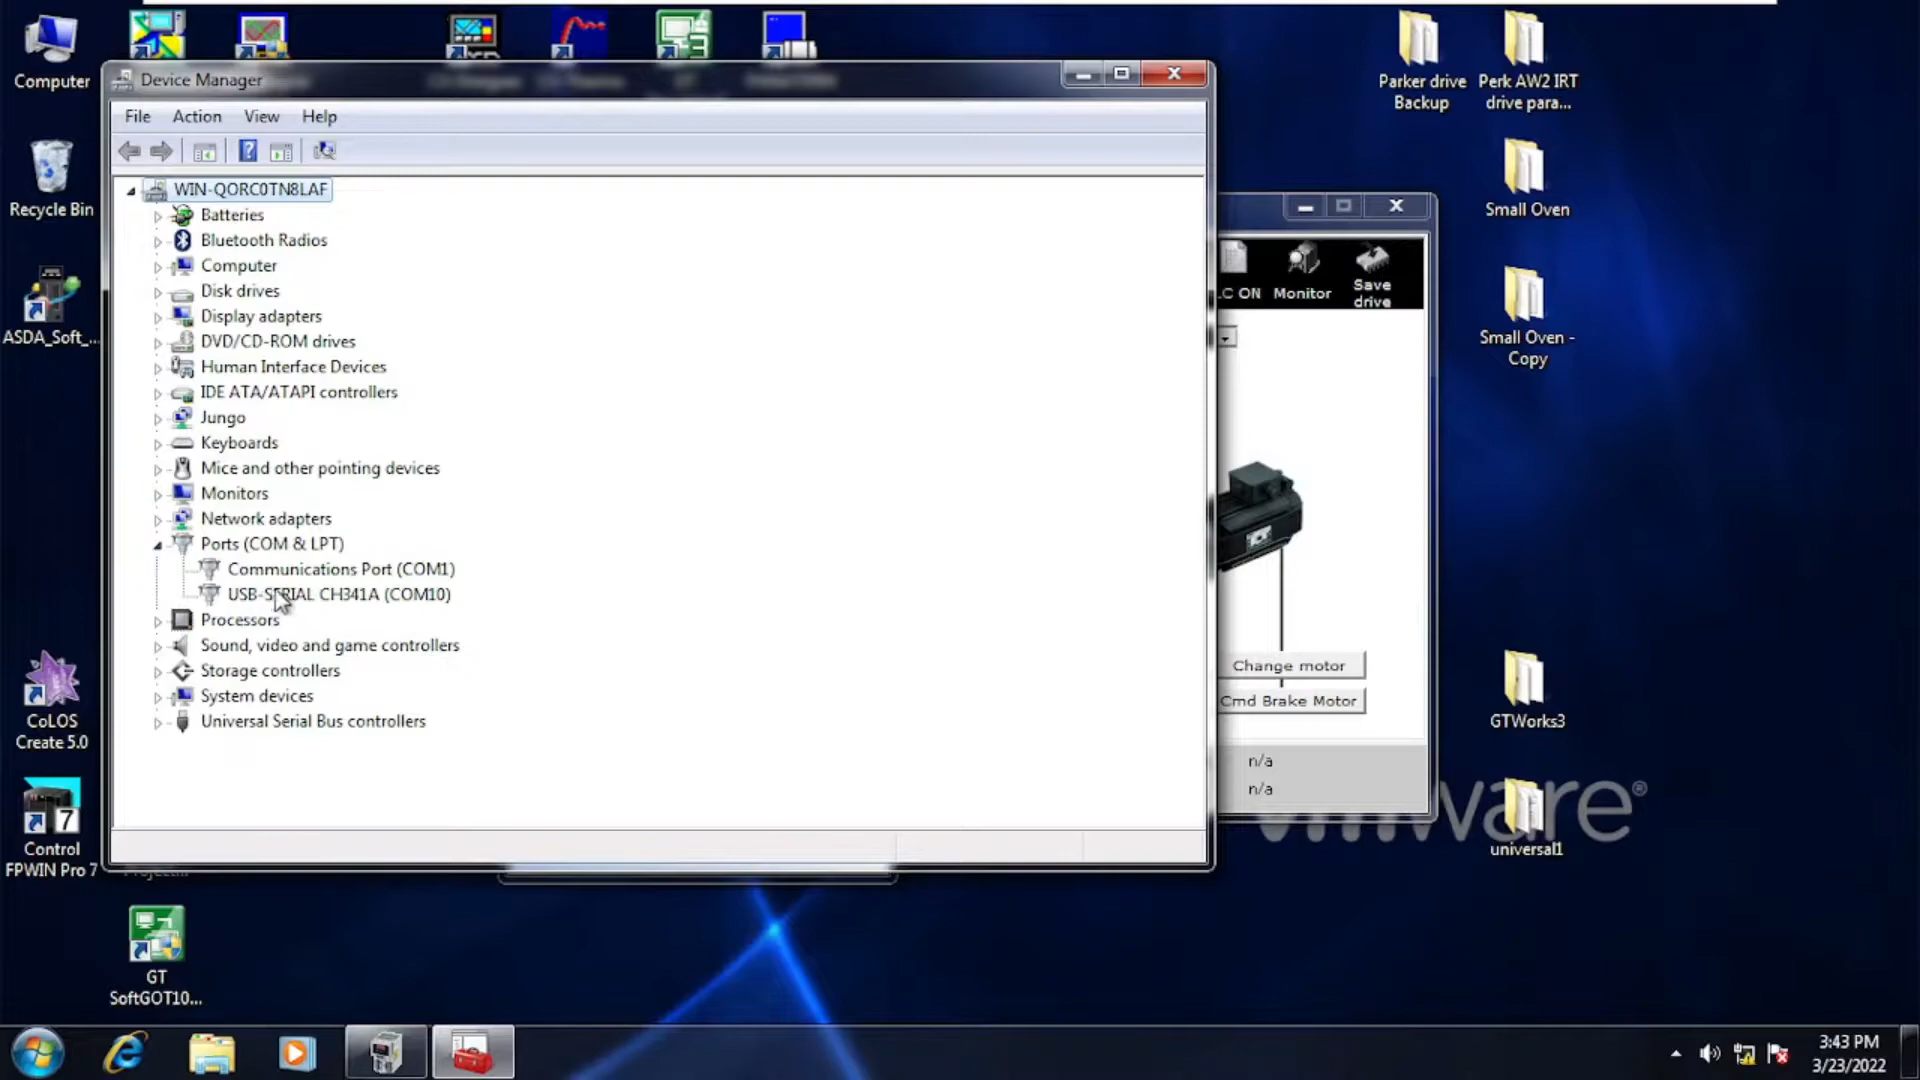 Computer
Recycle Bin
ASDA_Soft_...
CoLOS
Create 5.0
Control
FPWIN Pro 7
7
GT
SoftGOT10...
3
Device Manager
File Action View Help
WIN-QORC0TN8LAF
Batteries
Bluetooth Radios
Computer
Disk drives
Display adapters
DVD/CD-ROM drives
Human Interface Devices
IDE ATA/ATAPI controllers
Jungo
Keyboards
Mice and other pointing devices
Monitors
Network adapters
Ports (COM & LPT)
Communications Port (COM1)
USB-SERIAL CH341A (COM10)
Processors
Sound, video and game controllers
Storage controllers
System devices
Universal Serial Bus controllers
ON Monitor Save
drive
Change motor
Cmd Brake Motor
n/a
n/a
Parker drive
Backup
Perk AW2 IRT
drive para...
Small Oven
Small Oven -
Copy
GTWorks3
universal1
vmware®
3:43 PM
3/23/2022